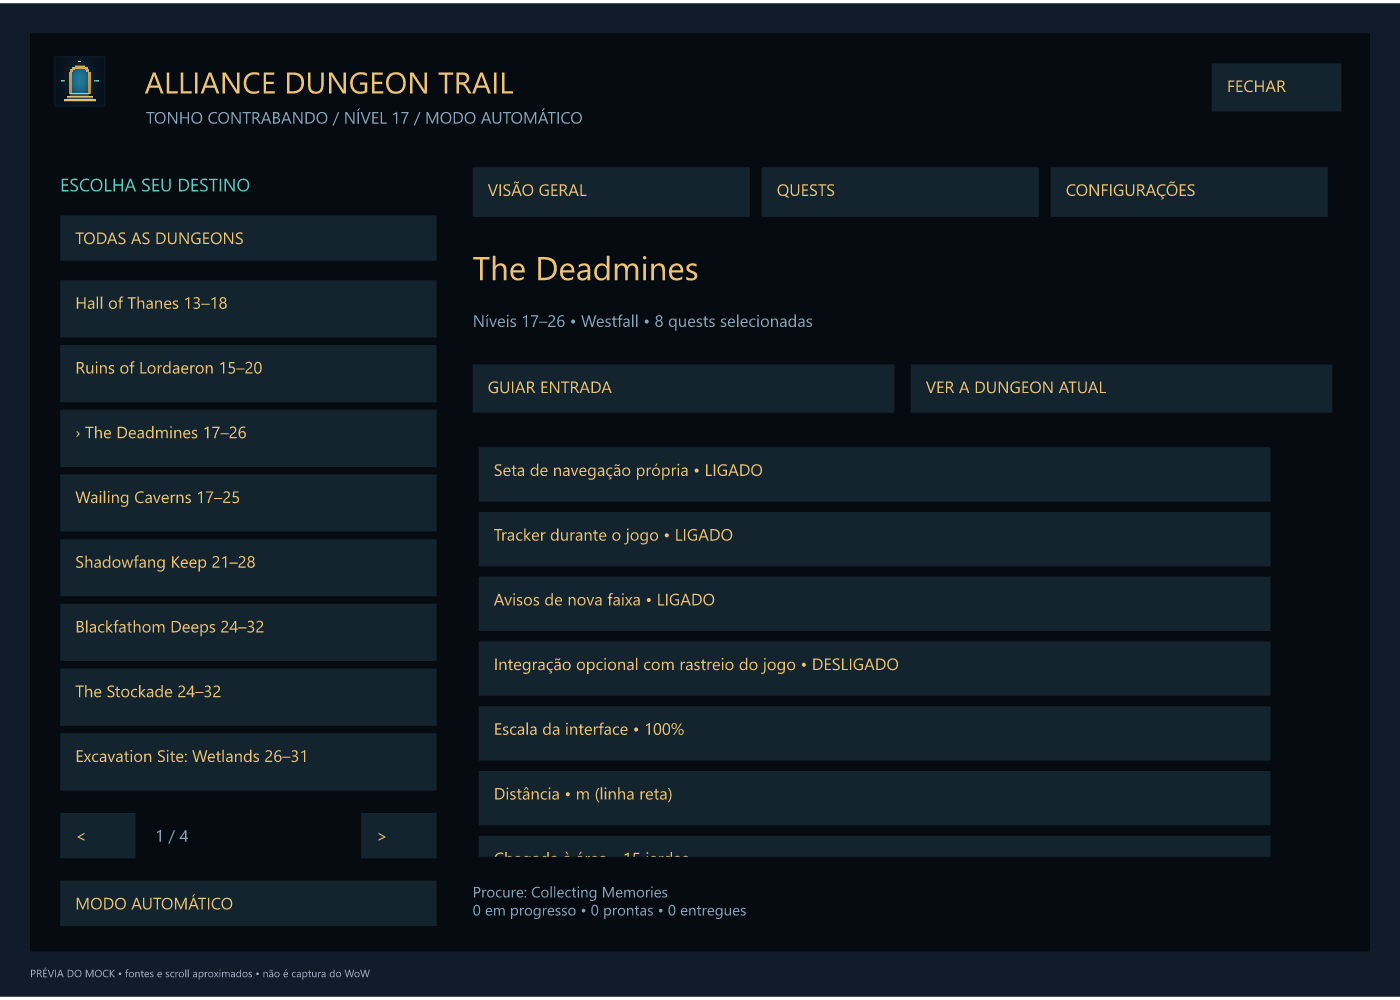 ALLIANCE DUNGEON TRAIL
TONHO CONTRABANDO / NÍVEL 17 / MODO AUTOMÁTICO
FECHAR
ESCOLHA SEU DESTINO
TODAS AS DUNGEONS
Hall of Thanes 13–18
Ruins of Lordaeron 15–20
› The Deadmines 17–26
Wailing Caverns 17–25
Shadowfang Keep 21–28
Blackfathom Deeps 24–32
The Stockade 24–32
Excavation Site: Wetlands 26–31
<
1 / 4
>
MODO AUTOMÁTICO
VISÃO GERAL
QUESTS
CONFIGURAÇÕES
The Deadmines
Níveis 17–26 • Westfall • 8 quests selecionadas
GUIAR ENTRADA
VER A DUNGEON ATUAL
Seta de navegação própria • LIGADO
Tracker durante o jogo • LIGADO
Avisos de nova faixa • LIGADO
Integração opcional com rastreio do jogo • DESLIGADO
Escala da interface • 100%
Distância • m (linha reta)
Chegada à área • 15 jardas
Procure: Collecting Memories
0 em progresso • 0 prontas • 0 entregues
PRÉVIA DO MOCK • fontes e scroll aproximados • não é captura do WoW